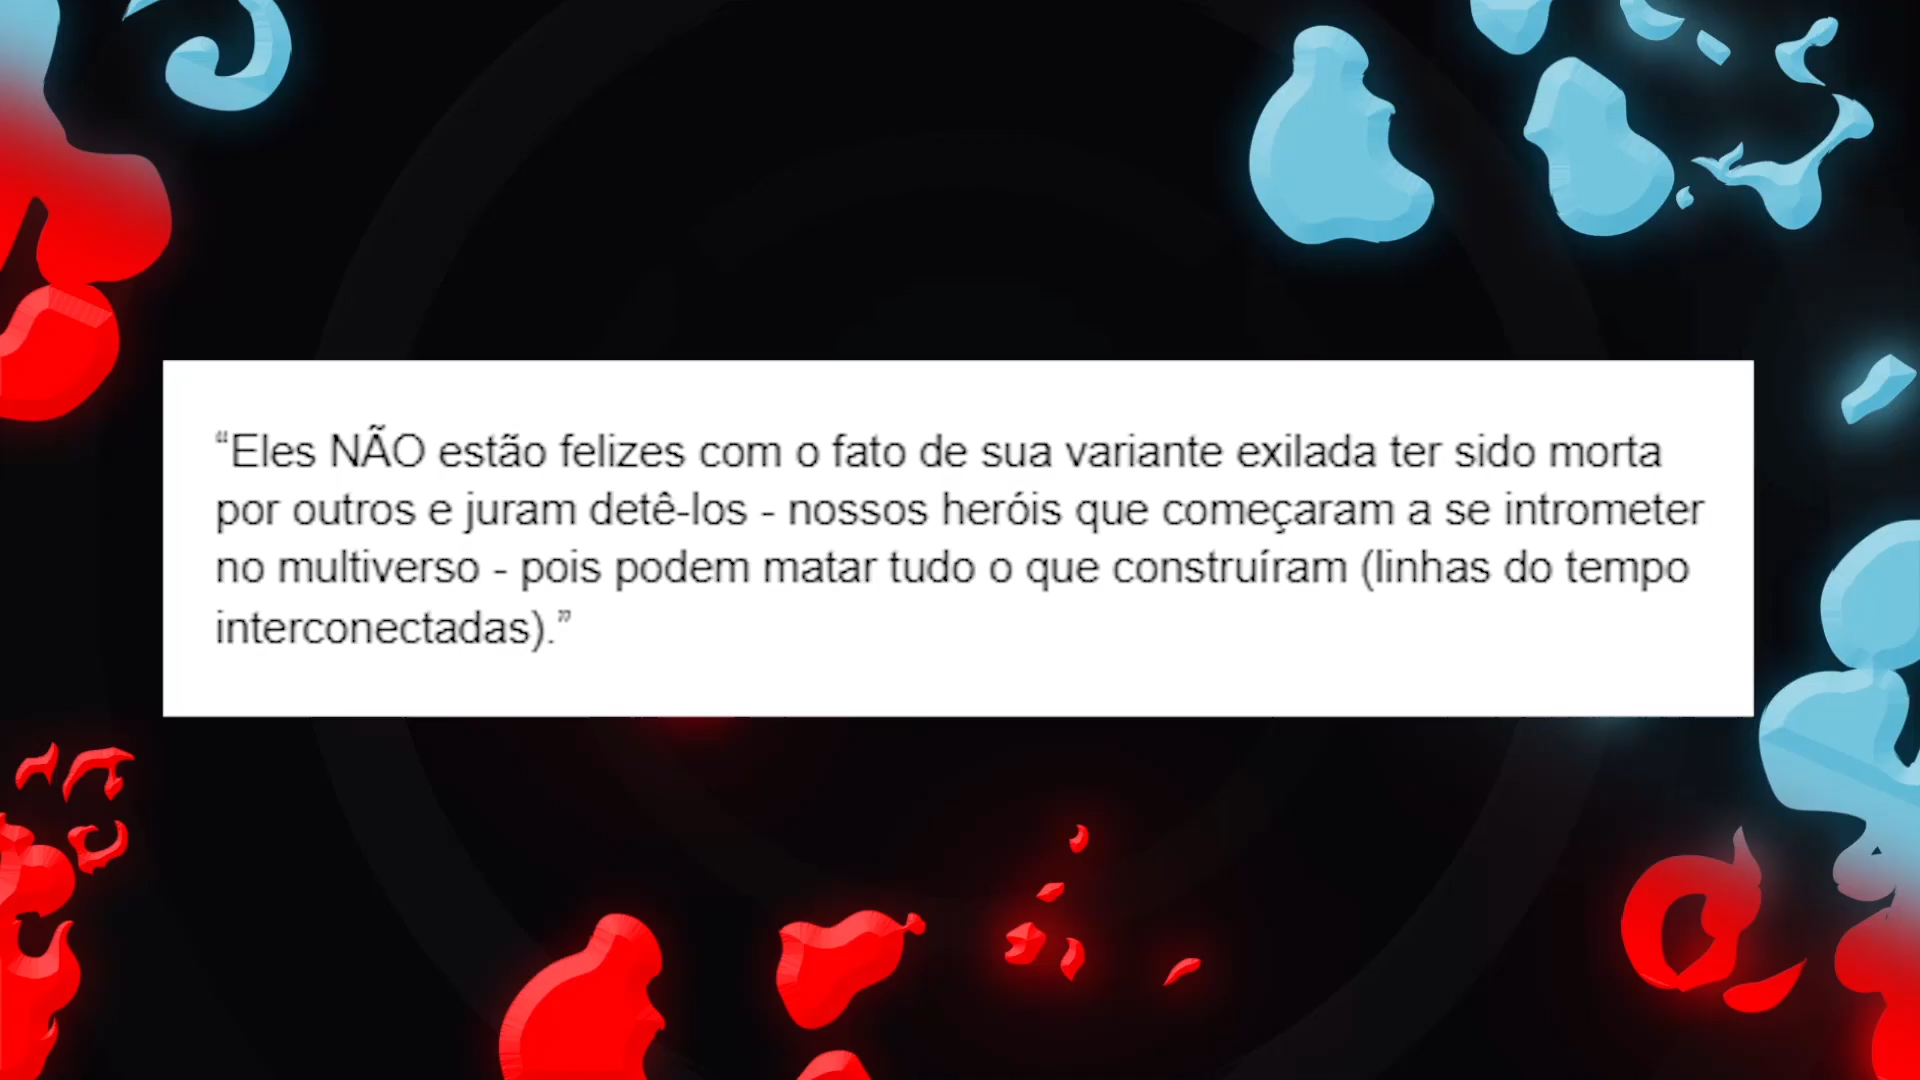 “Eles NÃO estão felizes com o fato de sua variante exilada ter sido morta
por outros e juram detê-los - nossos heróis que começaram a se intrometer
no multiverso - pois podem matar tudo o que construíram (linhas do tempo
interconectadas).”